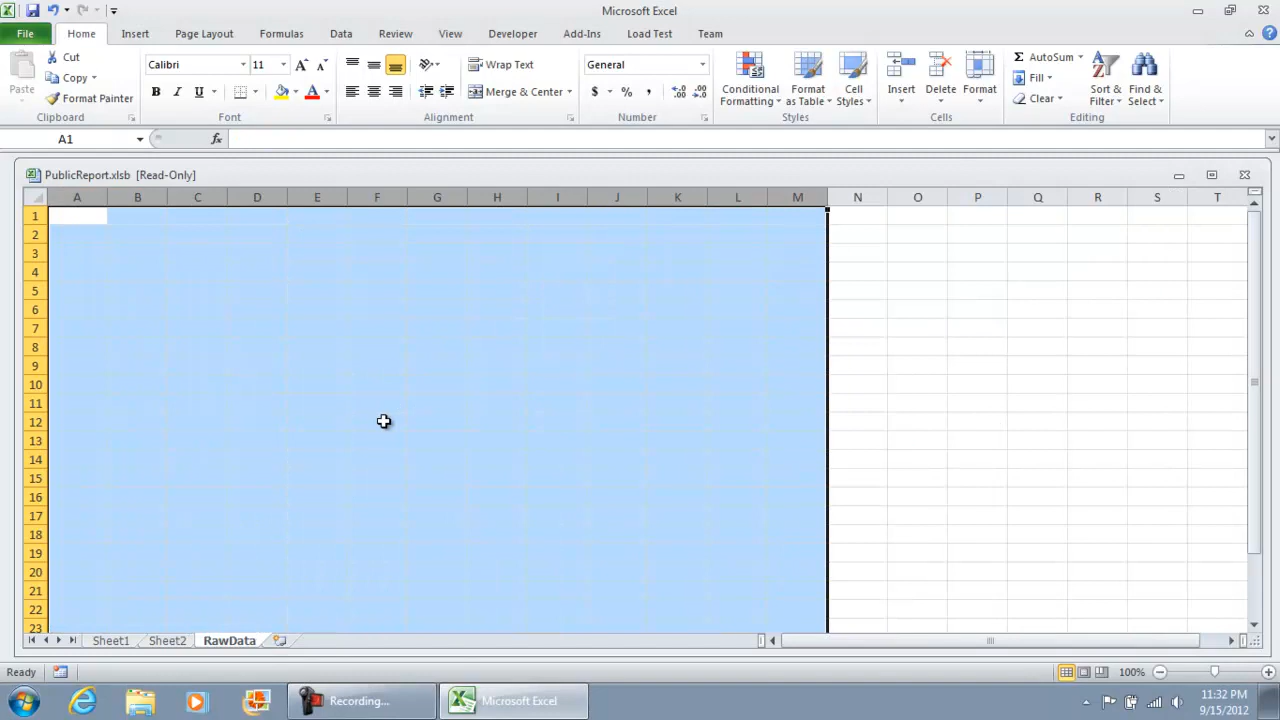 Microsoft Excel
File Home Insert Page Layout Formulas Data Review View Developer Add-Ins Load Test Team
Paste
Cut
Copy
Format Painter
Clipboard
Calibri 11
B I U A
Font
Wrap Text
Merge & Center
Alignment
General
$ % ,
Number
Conditional Formatting
Format as Table
Cell Styles
Styles
Insert Delete Format
Cells
Σ AutoSum
Fill
Clear
Sort & Filter
Find & Select
Editing
A1 fx
PublicReport.xlsb [Read-Only]
A B C D E F G H I J K L M N O P Q R S T
1
2
3
4
5
6
7
8
9
10
11
12
13
14
15
16
17
18
19
20
21
22
23
Sheet1 Sheet2 RawData
Ready 100%
Recording... Microsoft Excel 11:32 PM
9/15/2012